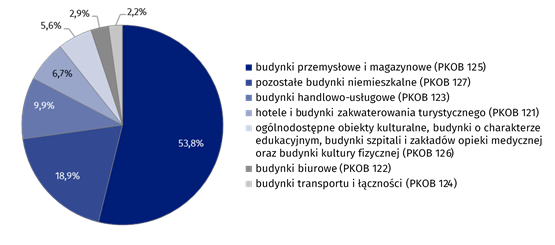 2,2%
2,9%
5,6%
6,7%
9,9%
18,9%
53,8%
budynki przemysłowe i magazynowe (PKOB 125)
pozostałe budynki niemieszkalne (PKOB 127)
budynki handlowo-usługowe (PKOB 123)
hotele i budynki zakwaterowania turystycznego (PKOB 121)
ogólnodostępne obiekty kulturalne, budynki o charakterze
edukacyjnym, budynki szpitali i zakładów opieki medycznej
oraz budynki kultury fizycznej (PKOB 126)
budynki biurowe (PKOB 122)
budynki transportu i łączności (PKOB 124)